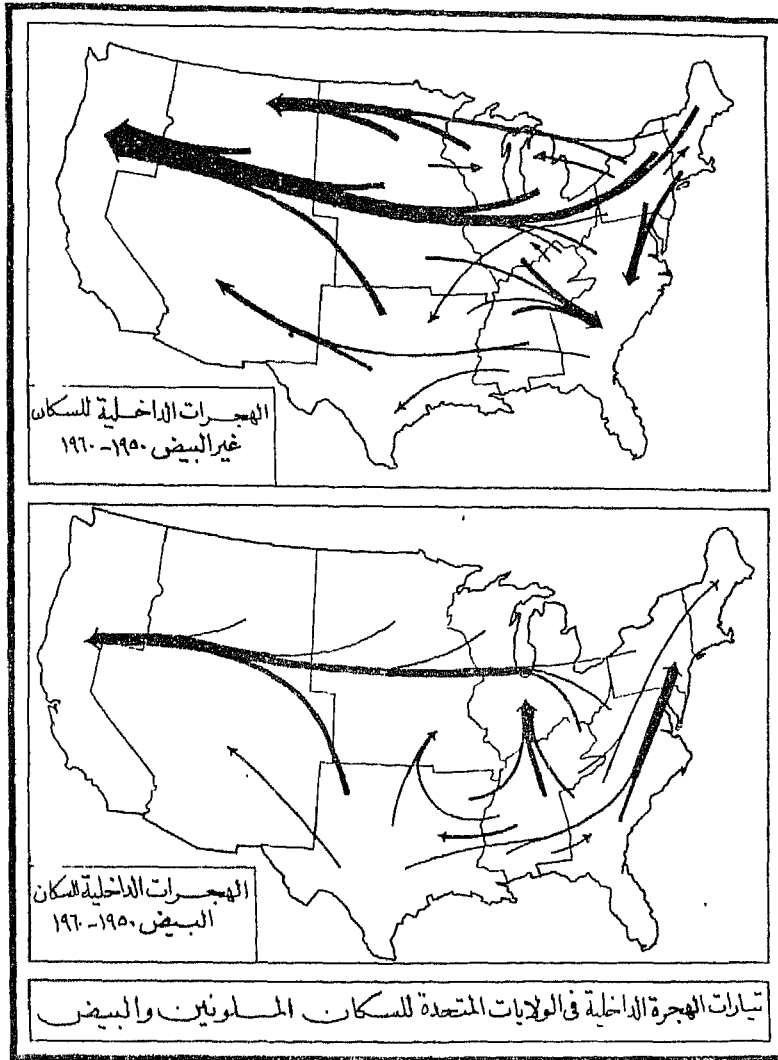 الهجرات الداخلية للسكان
غير البيض ١٩٥٠-١٩٦٠
الهجرات الداخلية للسكان
البيض ١٩٥٠-١٩٦٠
تيارات الهجرة الداخلية فى الولايات المتحدة للسكان الملونين والبيض